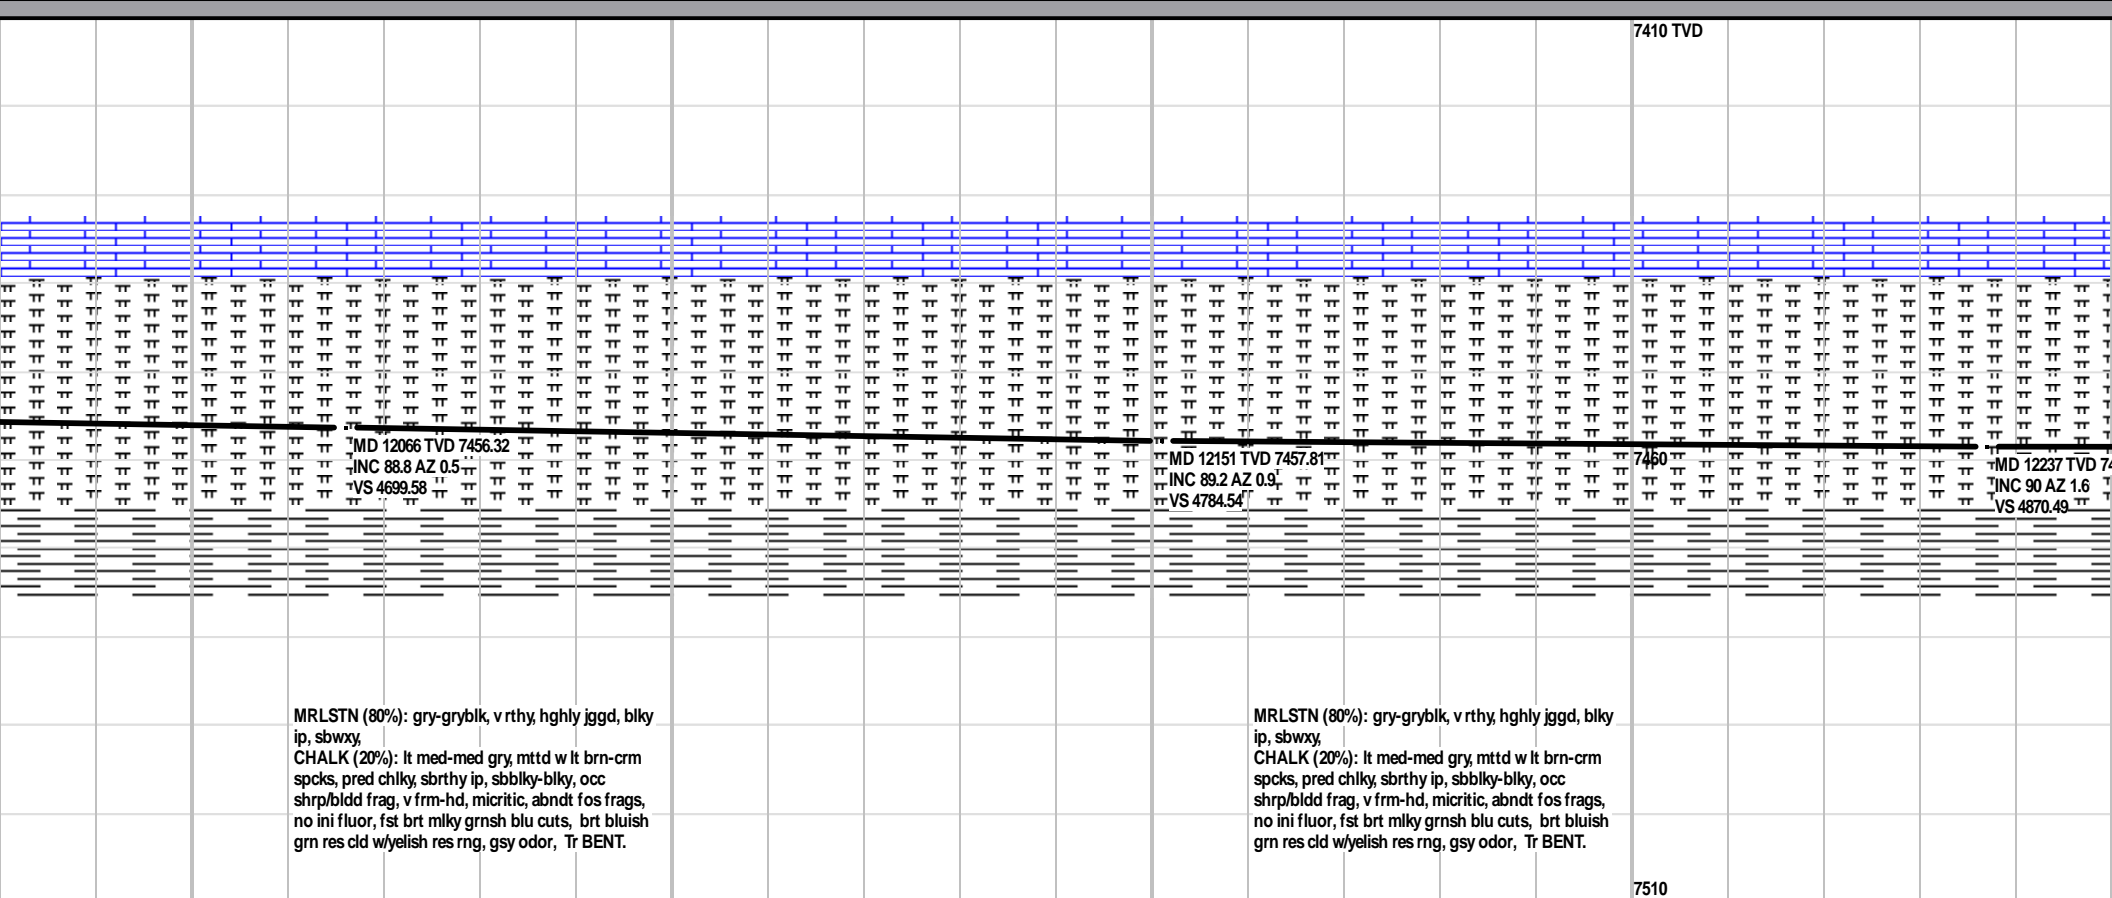 7410 TVD
MD 12066 TVD 7456.32
INC 88.8 AZ 0.5
VS 4699.58
MD 12151 TVD 7457.81
INC 89.2 AZ 0.9
VS 4784.54
7460
MD 12237 TVD 74
INC 90 AZ 1.6
VS 4870.49
MRLSTN (80%): gry-gryblk, v rthy, hghly jggd, blky
ip, sbwxy,
CHALK (20%): lt med-med gry, mttd w lt brn-crm
spcks, pred chlky, sbrthy ip, sbblky-blky, occ
shrp/bldd frag, v frm-hd, micritic, abndt fos frags,
no ini fluor, fst brt mlky grnsh blu cuts, brt bluish
grn res cld w/yelish res rng, gsy odor, Tr BENT.
MRLSTN (80%): gry-gryblk, v rthy, hghly jggd, blky
ip, sbwxy,
CHALK (20%): lt med-med gry, mttd w lt brn-crm
spcks, pred chlky, sbrthy ip, sbblky-blky, occ
shrp/bldd frag, v frm-hd, micritic, abndt fos frags,
no ini fluor, fst brt mlky grnsh blu cuts, brt bluish
grn res cld w/yelish res rng, gsy odor, Tr BENT.
7510